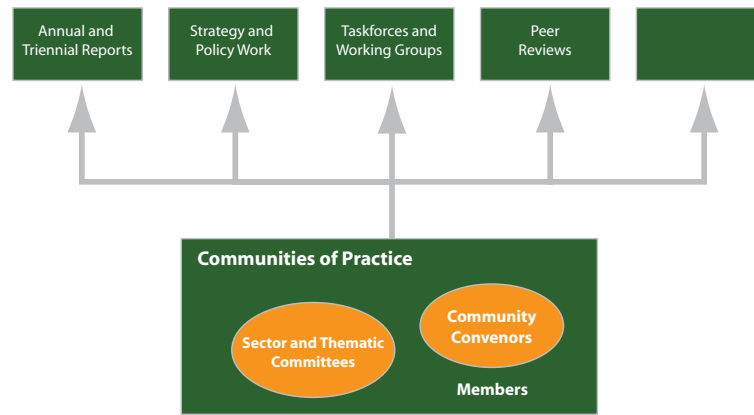 Annual and
Triennial Reports
Strategy and
Policy Work
Taskforces and
Working Groups
Peer
Reviews
Communities of Practice
Sector and Thematic
Committees
Community
Convenors
Members